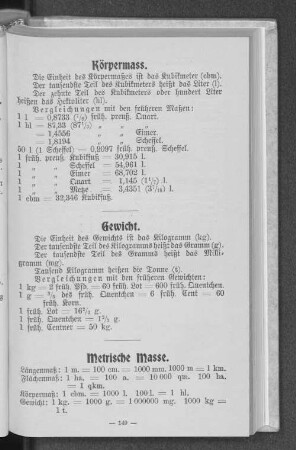 Körpermass.
Die Einheit des Körpermaßes ist das Kubikmeter (cbm).
Der tausendste Teil des Kubikmeters heißt das Liter (l).
Der zehnte Teil des Kubikmeters oder hundert Liter
heißen das Hektoliter (hl).
Vergleichungen mit den früheren Maßen:
1 l = 0,8733 (7/8) früh. preuß. Quart.
1 hl = 87,33 (87 1/3) „ „ „
= 1,4556 „ „ Eimer.
= 1,8194 „ „ Scheffel.
50 l (1 Scheffel) = 0,9097 früh. preuß. Scheffel.
1 früh. preuß. Kubikfuß = 30,915 l.
1 „ „ Scheffel = 54,961 l.
1 „ „ Eimer = 68,702 l.
1 „ „ Quart = 1,145 (1 1/7) l.
1 „ „ Metze = 3,4351 (3 7/16) l.
1 cbm = 32,346 Kubikfuß.
Gewicht.
Die Einheit des Gewichts ist das Kilogramm (kg).
Der tausendste Teil des Kilogramms heißt das Gramm (g).
Der tausendste Teil des Gramms heißt das Milli-
gramm (mg).
Tausend Kilogramm heißen die Tonne (t).
Vergleichungen mit den früheren Gewichten:
1 kg = 2 früh. Pfd. = 60 früh. Lot = 600 früh. Quentchen.
1 g = 3/5 des früh. Quentchen = 6 früh. Cent = 60
früh. Korn.
1 früh. Lot = 16 2/3 g.
1 früh. Quentchen = 1 2/3 g.
1 früh. Centner = 50 kg.
Metrische Masse.
Längenmaß: 1 m. = 100 cm. = 1000 mm. 1000 m = 1 km.
Flächenmaß: 1 ha. = 100 a. = 10 000 qm. 100 ha.
= 1 qkm.
Körpermaß: 1 cbm. = 1000 l. 100 l. = 1 hl.
Gewicht: 1 kg. = 1000 g. = 1 000 000 mg. 1000 kg =
1 t.
— 149 —